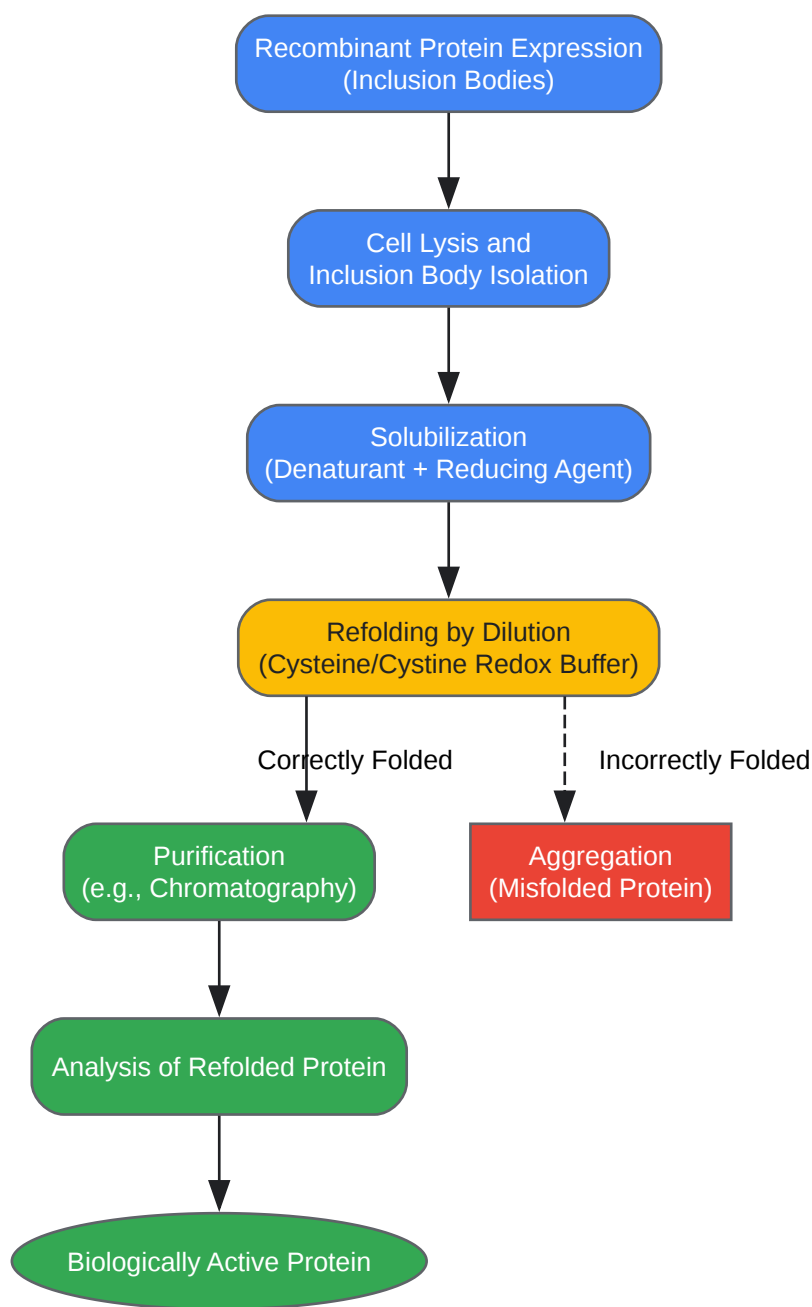 Recombinant Protein Expression
(Inclusion Bodies)
Cell Lysis and
Inclusion Body Isolation
Solubilization
(Denaturant + Reducing Agent)
Refolding by Dilution
(Cysteine/Cystine Redox Buffer)
Correctly Folded
Incorrectly Folded
Purification
(e.g., Chromatography)
Aggregation
(Misfolded Protein)
Analysis of Refolded Protein
Biologically Active Protein